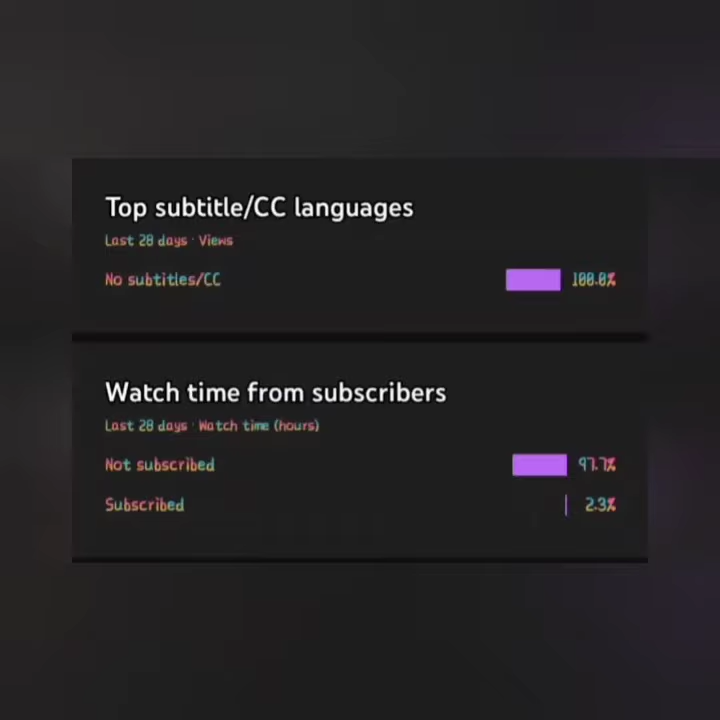 Top subtitle/CC languages
Last 28 days · Views
No subtitles/CC 100.0%
Watch time from subscribers
Last 28 days · Watch time (hours)
Not subscribed 97.7%
Subscribed 2.3%